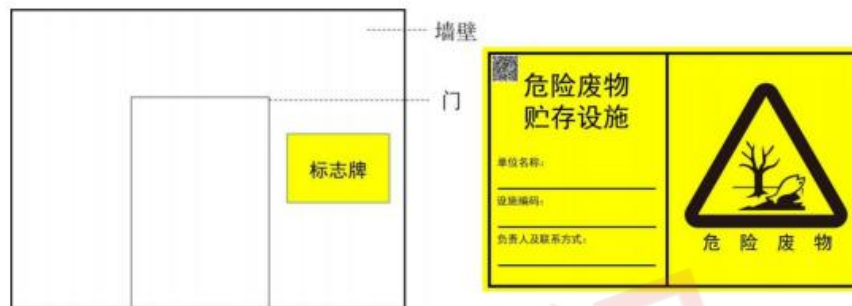 墙壁
门
标志牌
危险废物
贮存设施
单位名称：
设施编码：
负责人及联系方式：
危险废物